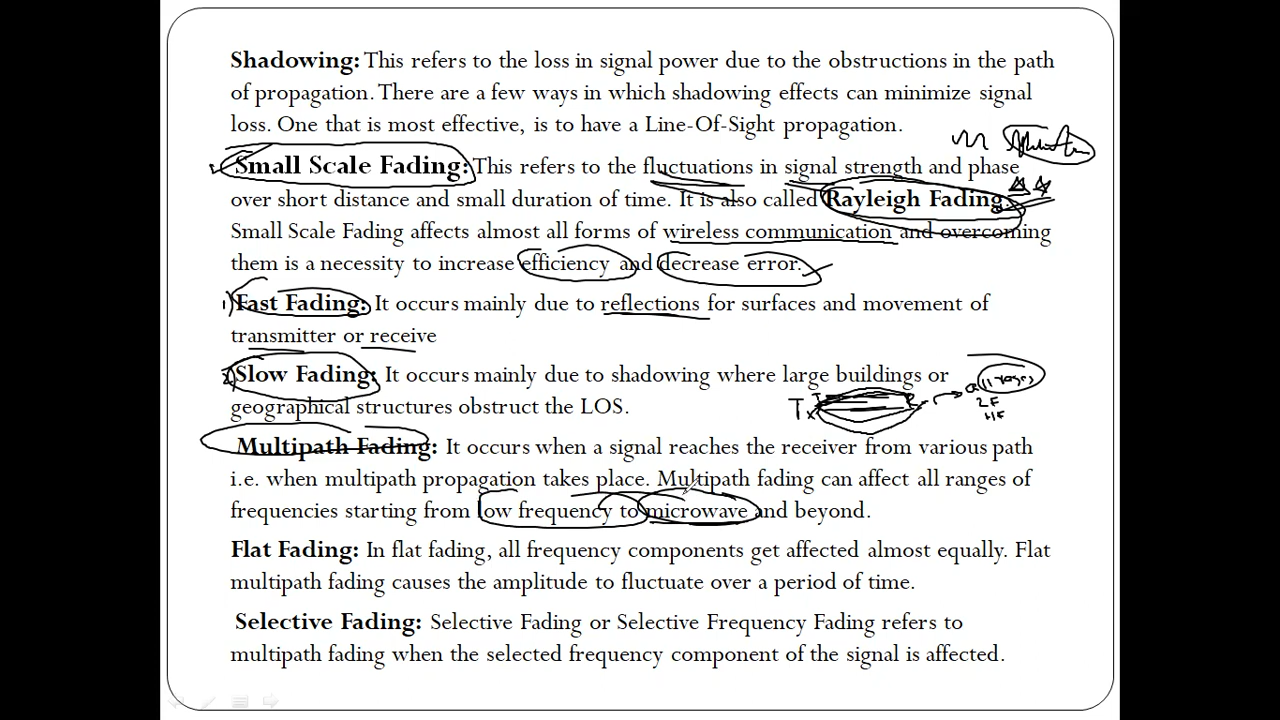 Shadowing: This refers to the loss in signal power due to the obstructions in the path
of propagation. There are a few ways in which shadowing effects can minimize signal
loss. One that is most effective, is to have a Line-Of-Sight propagation.
Small Scale Fading: This refers to the fluctuations in signal strength and phase
over short distance and small duration of time. It is also called Rayleigh Fading.
Small Scale Fading affects almost all forms of wireless communication and overcoming
them is a necessity to increase efficiency and decrease error.
1) Fast Fading: It occurs mainly due to reflections for surfaces and movement of
transmitter or receive
2) Slow Fading: It occurs mainly due to shadowing where large buildings or
geographical structures obstruct the LOS.
Tx
Multipath Fading: It occurs when a signal reaches the receiver from various path
i.e. when multipath propagation takes place. Multipath fading can affect all ranges of
frequencies starting from low frequency to microwave and beyond.
Flat Fading: In flat fading, all frequency components get affected almost equally. Flat
multipath fading causes the amplitude to fluctuate over a period of time.
Selective Fading: Selective Fading or Selective Frequency Fading refers to
multipath fading when the selected frequency component of the signal is affected.